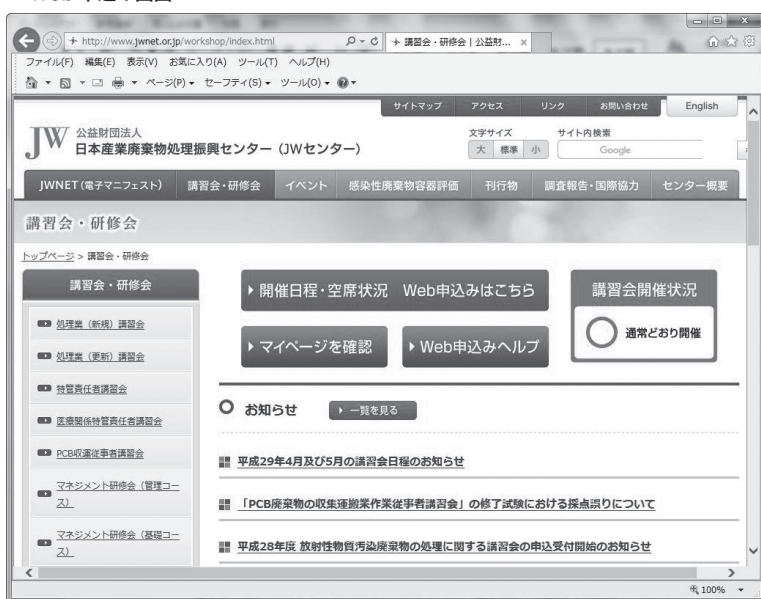 http://www.jwnet.or.jp/workshop/index.html
講習会・研修会 | 公益財...
ファイル(F) 編集(E) 表示(V) お気に入り(A) ツール(T) ヘルプ(H)
ページ(P) セーフティ(S) ツール(O)
サイトマップ アクセス リンク お問い合わせ English
JW 公益財団法人
日本産業廃棄物処理振興センター（JWセンター）
文字サイズ サイト内検索
大 標準 小 Google
JWNET(電子マニフェスト) 講習会・研修会 イベント 感染性廃棄物容器評価 刊行物 調査報告・国際協力 センター概要
講習会・研修会
トップページ > 講習会・研修会
講習会・研修会
処理業（新規）講習会
処理業（更新）講習会
特管責任者講習会
医療関係特管責任者講習会
PCB収運従事者講習会
マネジメント研修会（管理コー
ス）
マネジメント研修会（基礎コー
ス）
開催日程・空席状況 Web申込みはこちら
マイページを確認 Web申込みヘルプ
講習会開催状況
通常どおり開催
お知らせ 一覧を見る
平成29年4月及び5月の講習会日程のお知らせ
「PCB廃棄物の収集運搬業作業従事者講習会」の修了試験における採点誤りについて
平成28年度 放射性物質汚染廃棄物の処理に関する講習会の申込受付開始のお知らせ
100%